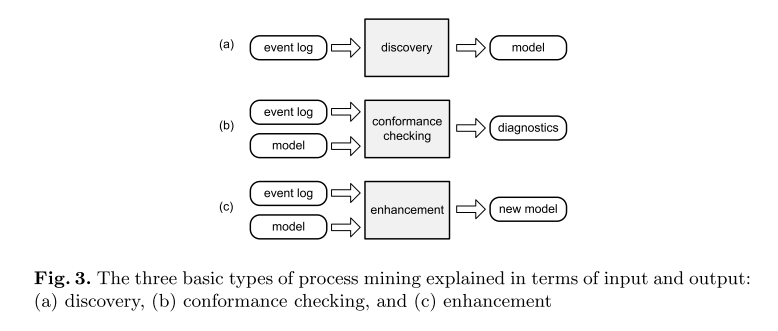 (a) event log discovery model
event log
(b) conformance checking diagnostics
model
event log
(c) enhancement new model
model
Fig. 3. The three basic types of process mining explained in terms of input and output:
(a) discovery, (b) conformance checking, and (c) enhancement